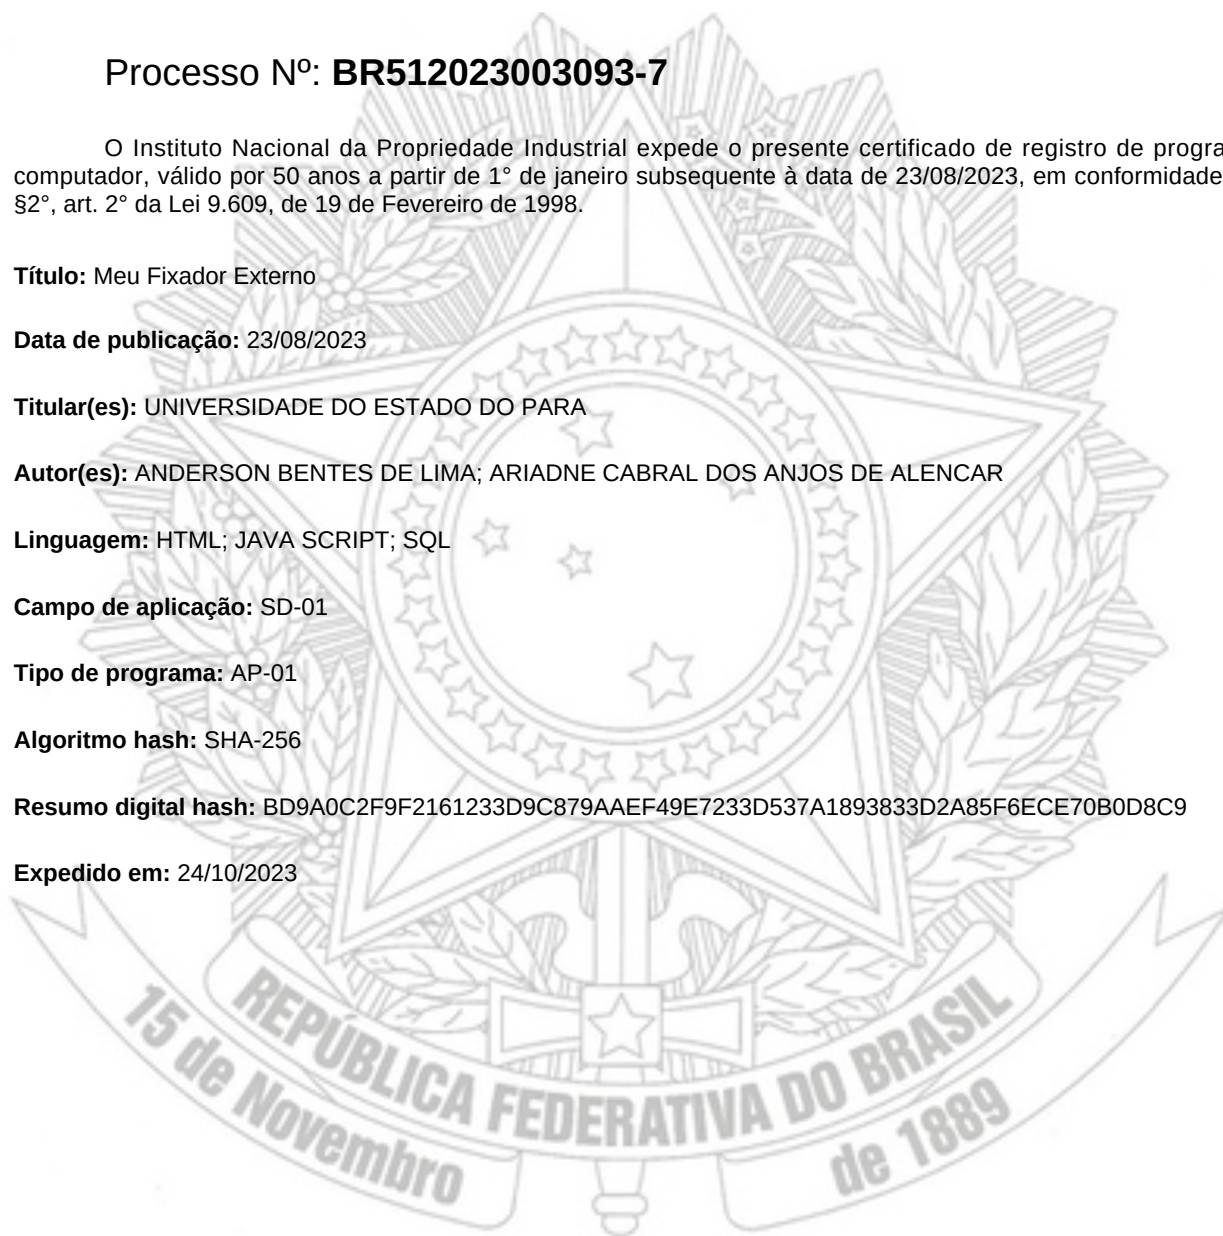 Processo Nº: BR512023003093-7
O Instituto Nacional da Propriedade Industrial expede o presente certificado de registro de progra
computador, válido por 50 anos a partir de 1° de janeiro subsequente à data de 23/08/2023, em conformidade
§2°, art. 2° da Lei 9.609, de 19 de Fevereiro de 1998.
Título: Meu Fixador Externo
Data de publicação: 23/08/2023
Titular(es): UNIVERSIDADE DO ESTADO DO PARA
Autor(es): ANDERSON BENTES DE LIMA; ARIADNE CABRAL DOS ANJOS DE ALENCAR
Linguagem: HTML; JAVA SCRIPT; SQL
Campo de aplicação: SD-01
Tipo de programa: AP-01
Algoritmo hash: SHA-256
Resumo digital hash: BD9A0C2F9F2161233D9C879AAEF49E7233D537A1893833D2A85F6ECE70B0D8C9
Expedido em: 24/10/2023
REPÚBLICA FEDERATIVA DO BRASIL
15 de Novembro
de 1889